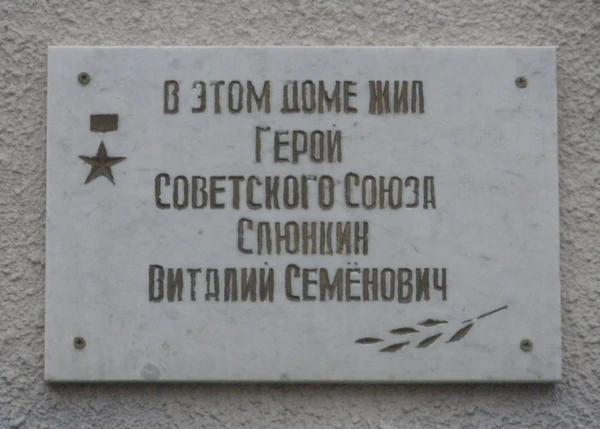 В ЭТОМ ДОМЕ ЖИЛ
ГЕРОЙ
СОВЕТСКОГО СОЮЗА
СЛЮНКИН
ВИТАЛИЙ СЕМЁНОВИЧ